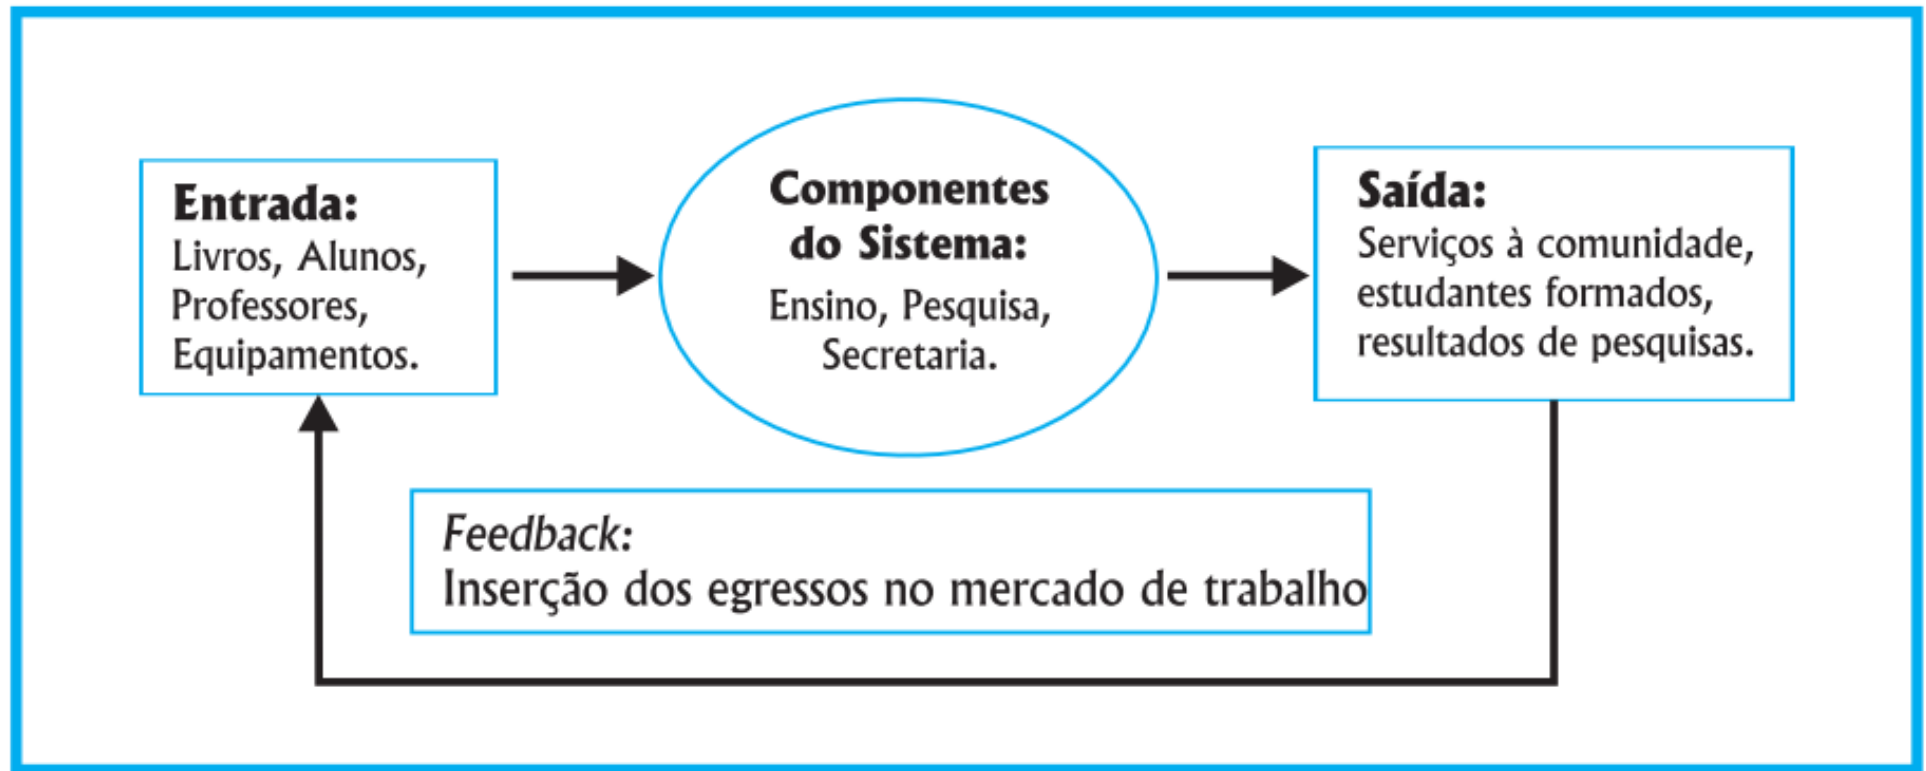 Entrada:
Livros, Alunos,
Professores,
Equipamentos.
Componentes
do Sistema:
Ensino, Pesquisa,
Secretaria.
Saída:
Serviços à comunidade,
estudantes formados,
resultados de pesquisas.
Feedback:
Inserção dos egressos no mercado de trabalho